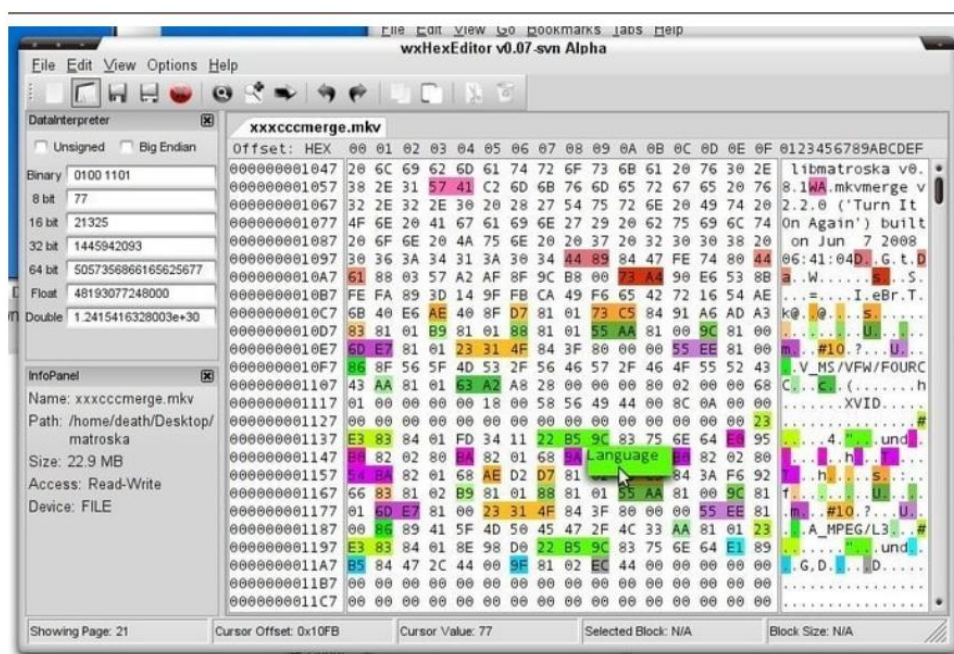 File Edit View Go Bookmarks Tabs Help
wxHexEditor v0.07-svn Alpha
File Edit View Options Help
DataInterpreter
Unsigned Big Endian
Binary 0100 1101
8 bit 77
16 bit 21325
32 bit 1445942093
64 bit 5057356866165625677
Float 48193077248000
Double 1.2415416328003e+30
InfoPanel
Name: xxxcccmerge.mkv
Path: /home/death/Desktop/
matroska
Size: 22.9 MB
Access: Read-Write
Device: FILE
xxxcccmerge.mkv
Offset: HEX 00 01 02 03 04 05 06 07 08 09 0A 0B 0C 0D 0E 0F 0123456789ABCDEF
000000001047 20 6C 69 62 6D 61 74 72 6F 73 6B 61 20 76 30 2E libmatroska v0.
000000001057 38 2E 31 57 41 C2 6D 6B 76 6D 65 72 67 65 20 76 8.1WA.mkvmerge v
000000001067 32 2E 32 2E 30 20 28 27 54 75 72 6E 20 49 74 20 2.2.0 ('Turn It
000000001077 4F 6E 20 41 67 61 69 6E 27 29 20 62 75 69 6C 74 On Again') built
000000001087 20 6F 6E 20 4A 75 6E 20 20 37 20 32 30 30 38 20 on Jun 7 2008
000000001097 30 36 3A 34 31 3A 30 34 44 89 84 47 FE 74 80 44 06:41:04D..G.t.D
0000000010A7 61 88 03 57 A2 AF 8F 9C B8 00 73 A4 90 E6 53 8B a..W......s...S.
0000000010B7 FE FA 89 3D 14 9F FB CA 49 F6 65 42 72 16 54 AE ...=....I.eBr.T.
0000000010C7 6B 40 E6 AE 40 8F D7 81 01 73 C5 84 91 A6 AD A3 k@..@....s......
0000000010D7 83 81 01 B9 81 01 88 81 01 55 AA 81 00 9C 81 00 .........U......
0000000010E7 6D E7 81 01 23 31 4F 84 3F 80 00 00 55 EE 81 00 m...#1O.?...U...
0000000010F7 86 8F 56 5F 4D 53 2F 56 46 57 2F 46 4F 55 52 43 ..V_MS/VFW/FOURC
000000001107 43 AA 81 01 63 A2 A8 28 00 00 00 80 02 00 00 68 C...c..(.......h
000000001117 01 00 00 00 00 18 00 58 56 49 44 00 8C 0A 00 00 .......XVID.....
000000001127 00 00 00 00 00 00 00 00 00 00 00 00 00 00 00 23 ...............#
000000001137 E3 83 84 01 FD 34 11 22 B5 9C 83 75 6E 64 E0 95 .....4."...und..
000000001147 B0 82 02 80 BA 82 01 68 9A B0 82 02 80
Language
000000001157 54 BA 82 01 68 AE D2 D7 81 84 3A F6 92
000000001167 66 83 81 02 B9 81 01 88 81 01 55 AA 81 00 9C 81 f.........U.....
000000001177 01 6D E7 81 00 23 31 4F 84 3F 80 00 00 55 EE 81 .m...#1O.?...U..
000000001187 00 86 89 41 5F 4D 50 45 47 2F 4C 33 AA 81 01 23 ...A_MPEG/L3...#
000000001197 E3 83 84 01 8E 98 D0 22 B5 9C 83 75 6E 64 E1 89 ......."...und..
0000000011A7 B5 84 47 2C 44 00 9F 81 02 EC 44 00 00 00 00 00 ..G,D.....D.....
0000000011B7 00 00 00 00 00 00 00 00 00 00 00 00 00 00 00 00 ................
0000000011C7 00 00 00 00 00 00 00 00 00 00 00 00 00 00 00 00 ................
Showing Page: 21 Cursor Offset: 0x10FB Cursor Value: 77 Selected Block: N/A Block Size: N/A